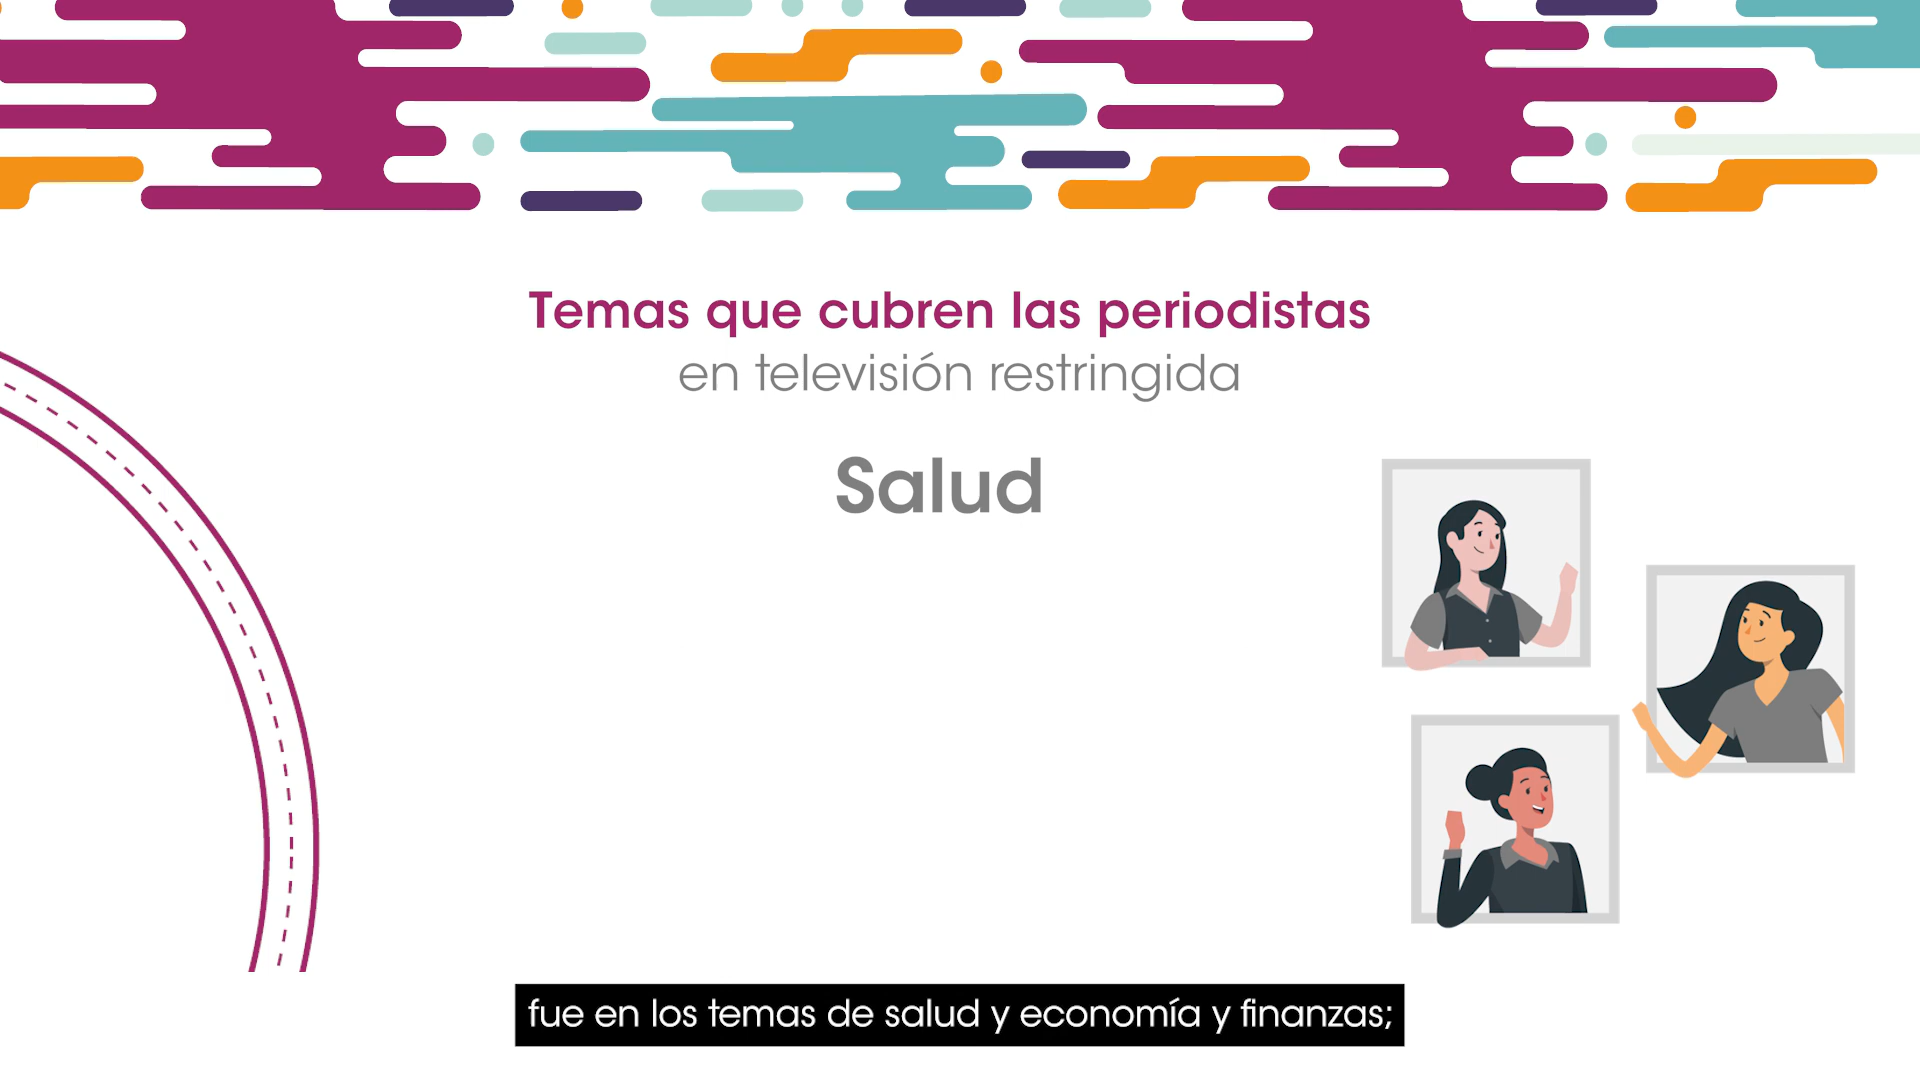 Temas que cubren las periodistas
en televisión restringida
Salud
fue en los temas de salud y economía y finanzas;